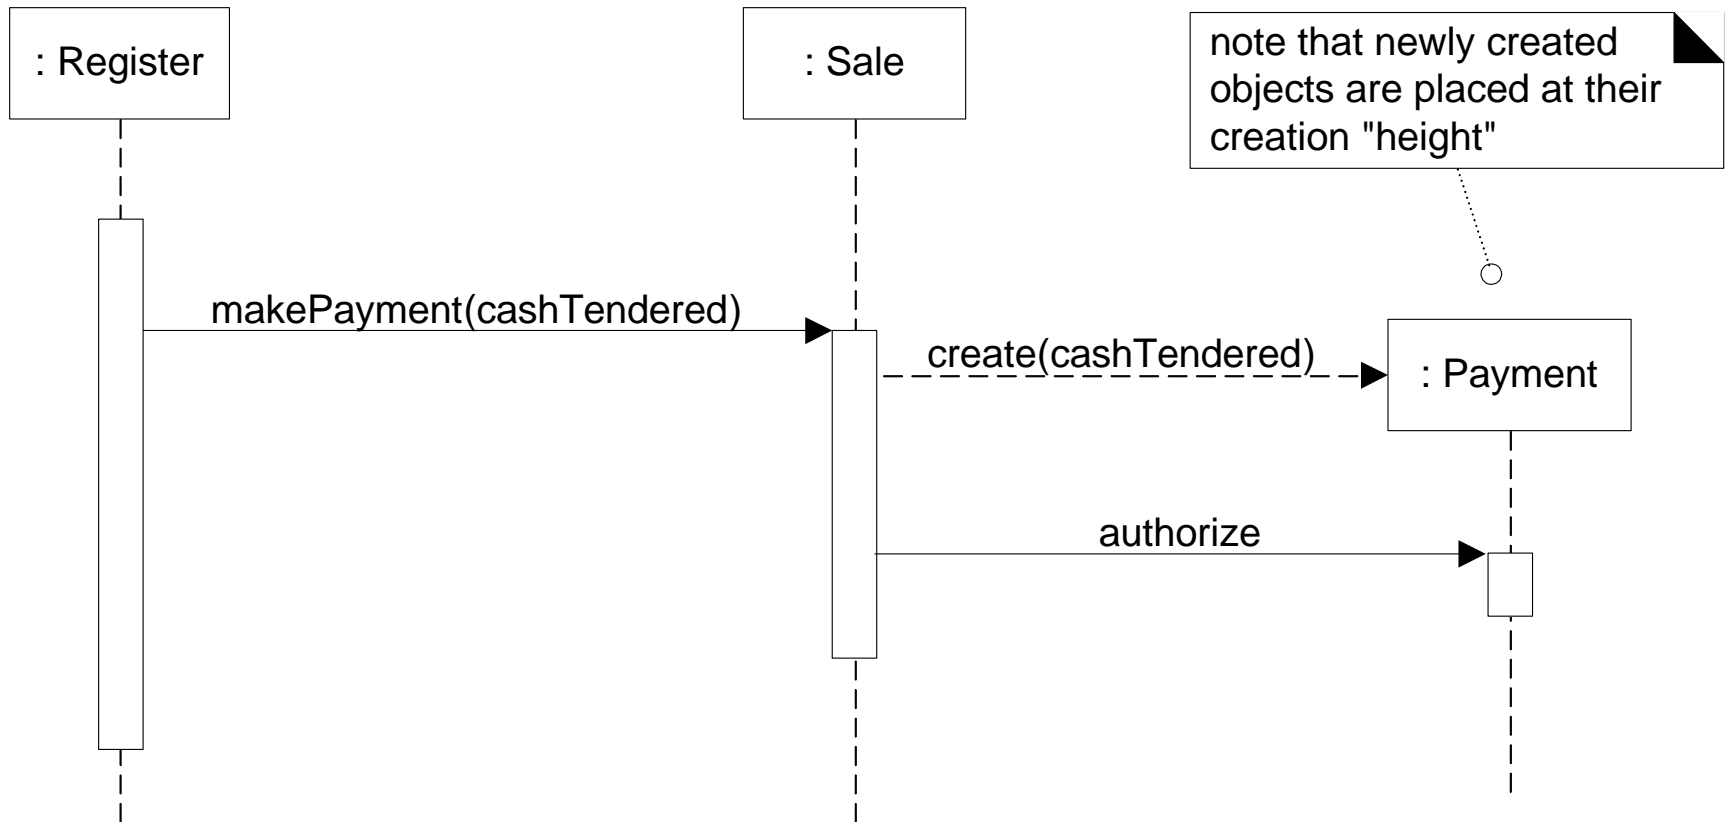 : Register
: Sale
note that newly created
objects are placed at their
creation "height"
makePayment(cashTendered)
create(cashTendered)
: Payment
authorize